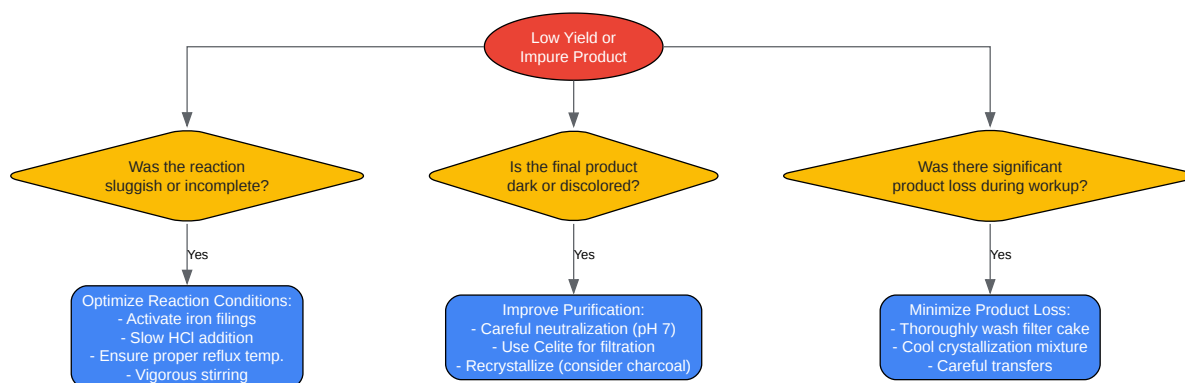 Low Yield or
Impure Product
Was the reaction
sluggish or incomplete?
Is the final product
dark or discolored?
Was there significant
product loss during workup?
Yes
Yes
Yes
Optimize Reaction Conditions:
- Activate iron filings
- Slow HCl addition
- Ensure proper reflux temp.
- Vigorous stirring
Improve Purification:
- Careful neutralization (pH 7)
- Use Celite for filtration
- Recrystallize (consider charcoal)
Minimize Product Loss:
- Thoroughly wash filter cake
- Cool crystallization mixture
- Careful transfers